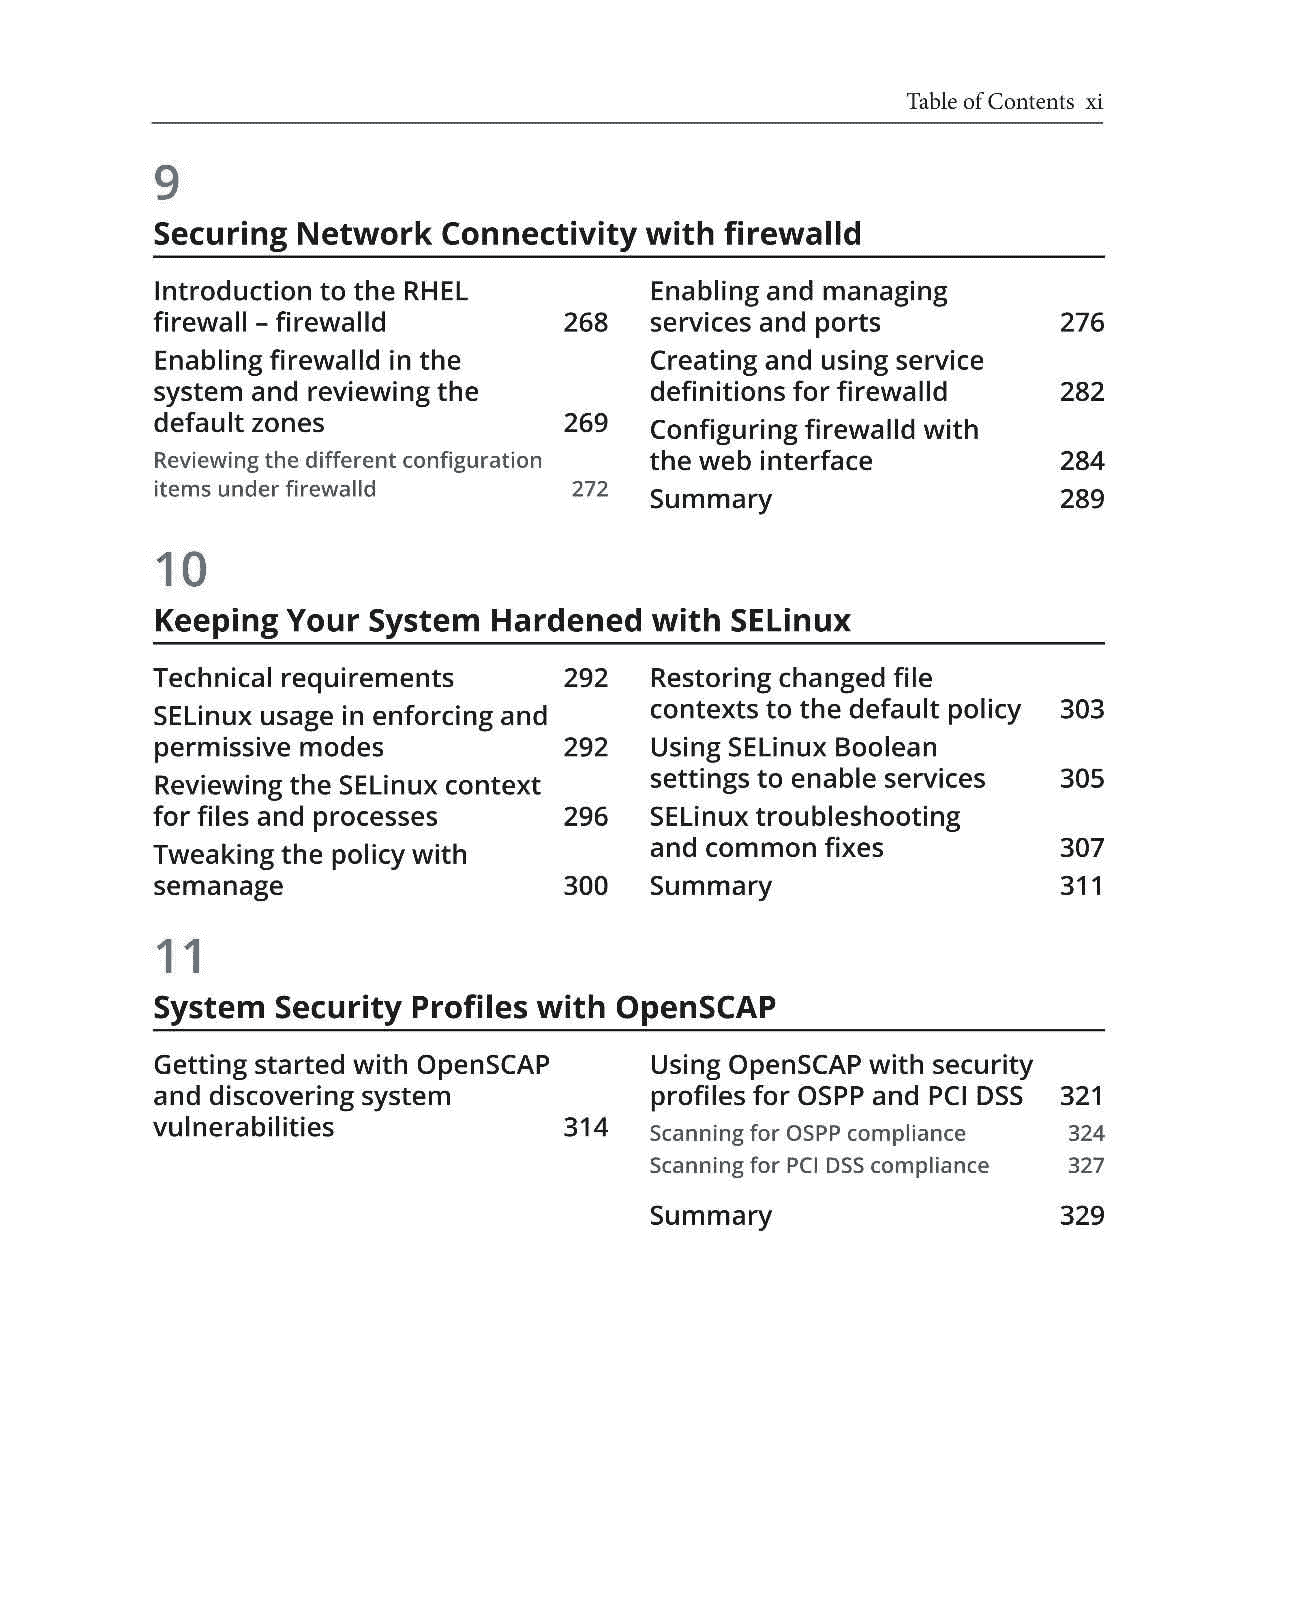 Table of Contents xi
9
Securing Network Connectivity with firewalld
Introduction to the RHEL
firewall – firewalld 268
Enabling firewalld in the
system and reviewing the
default zones 269
Reviewing the different configuration
items under firewalld 272
Enabling and managing
services and ports 276
Creating and using service
definitions for firewalld 282
Configuring firewalld with
the web interface 284
Summary 289
10
Keeping Your System Hardened with SELinux
Technical requirements 292
SELinux usage in enforcing and
permissive modes 292
Reviewing the SELinux context
for files and processes 296
Tweaking the policy with
semanage 300
Restoring changed file
contexts to the default policy 303
Using SELinux Boolean
settings to enable services 305
SELinux troubleshooting
and common fixes 307
Summary 311
11
System Security Profiles with OpenSCAP
Getting started with OpenSCAP
and discovering system
vulnerabilities 314
Using OpenSCAP with security
profiles for OSPP and PCI DSS 321
Scanning for OSPP compliance 324
Scanning for PCI DSS compliance 327
Summary 329